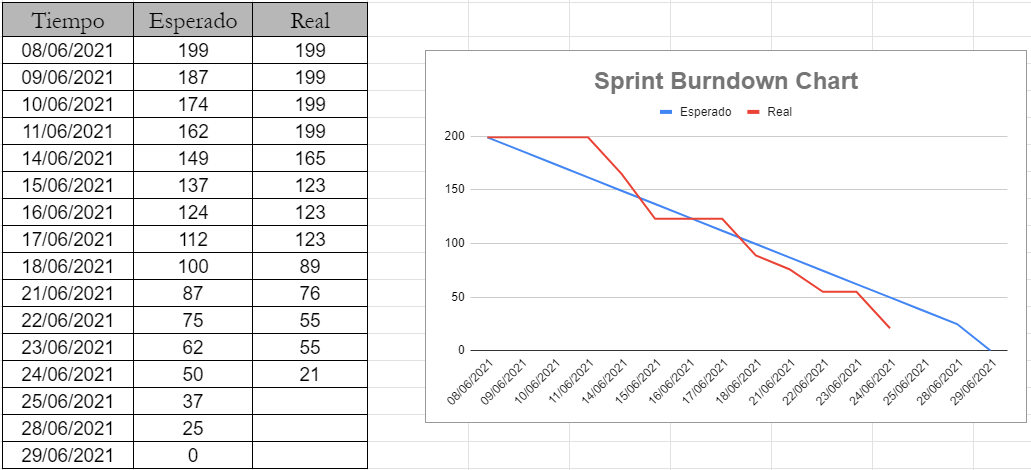 Tiempo Esperado Real
08/06/2021 199 199
09/06/2021 187 199
10/06/2021 174 199
11/06/2021 162 199
14/06/2021 149 165
15/06/2021 137 123
16/06/2021 124 123
17/06/2021 112 123
18/06/2021 100 89
21/06/2021 87 76
22/06/2021 75 55
23/06/2021 62 55
24/06/2021 50 21
25/06/2021 37
28/06/2021 25
29/06/2021 0
Sprint Burndown Chart
Esperado Real
200
150
100
50
0
08/06/2021
09/06/2021
10/06/2021
11/06/2021
14/06/2021
15/06/2021
16/06/2021
17/06/2021
18/06/2021
21/06/2021
22/06/2021
23/06/2021
24/06/2021
25/06/2021
28/06/2021
29/06/2021